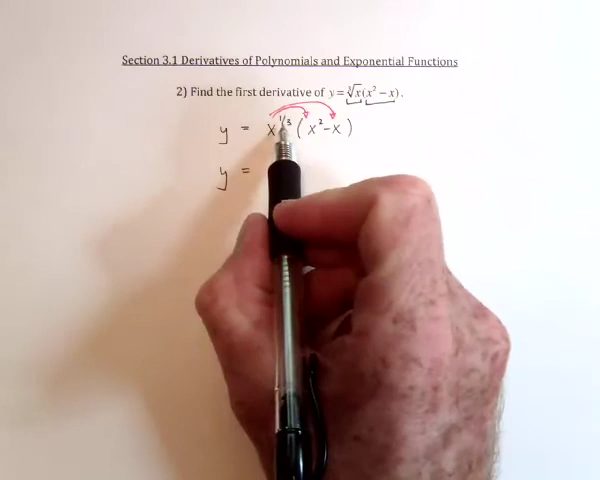 Section 3.1 Derivatives of Polynomials and Exponential Functions
2) Find the first derivative of y = ∛x(x² − x).
y = x^1/3 (x² − x)
y =